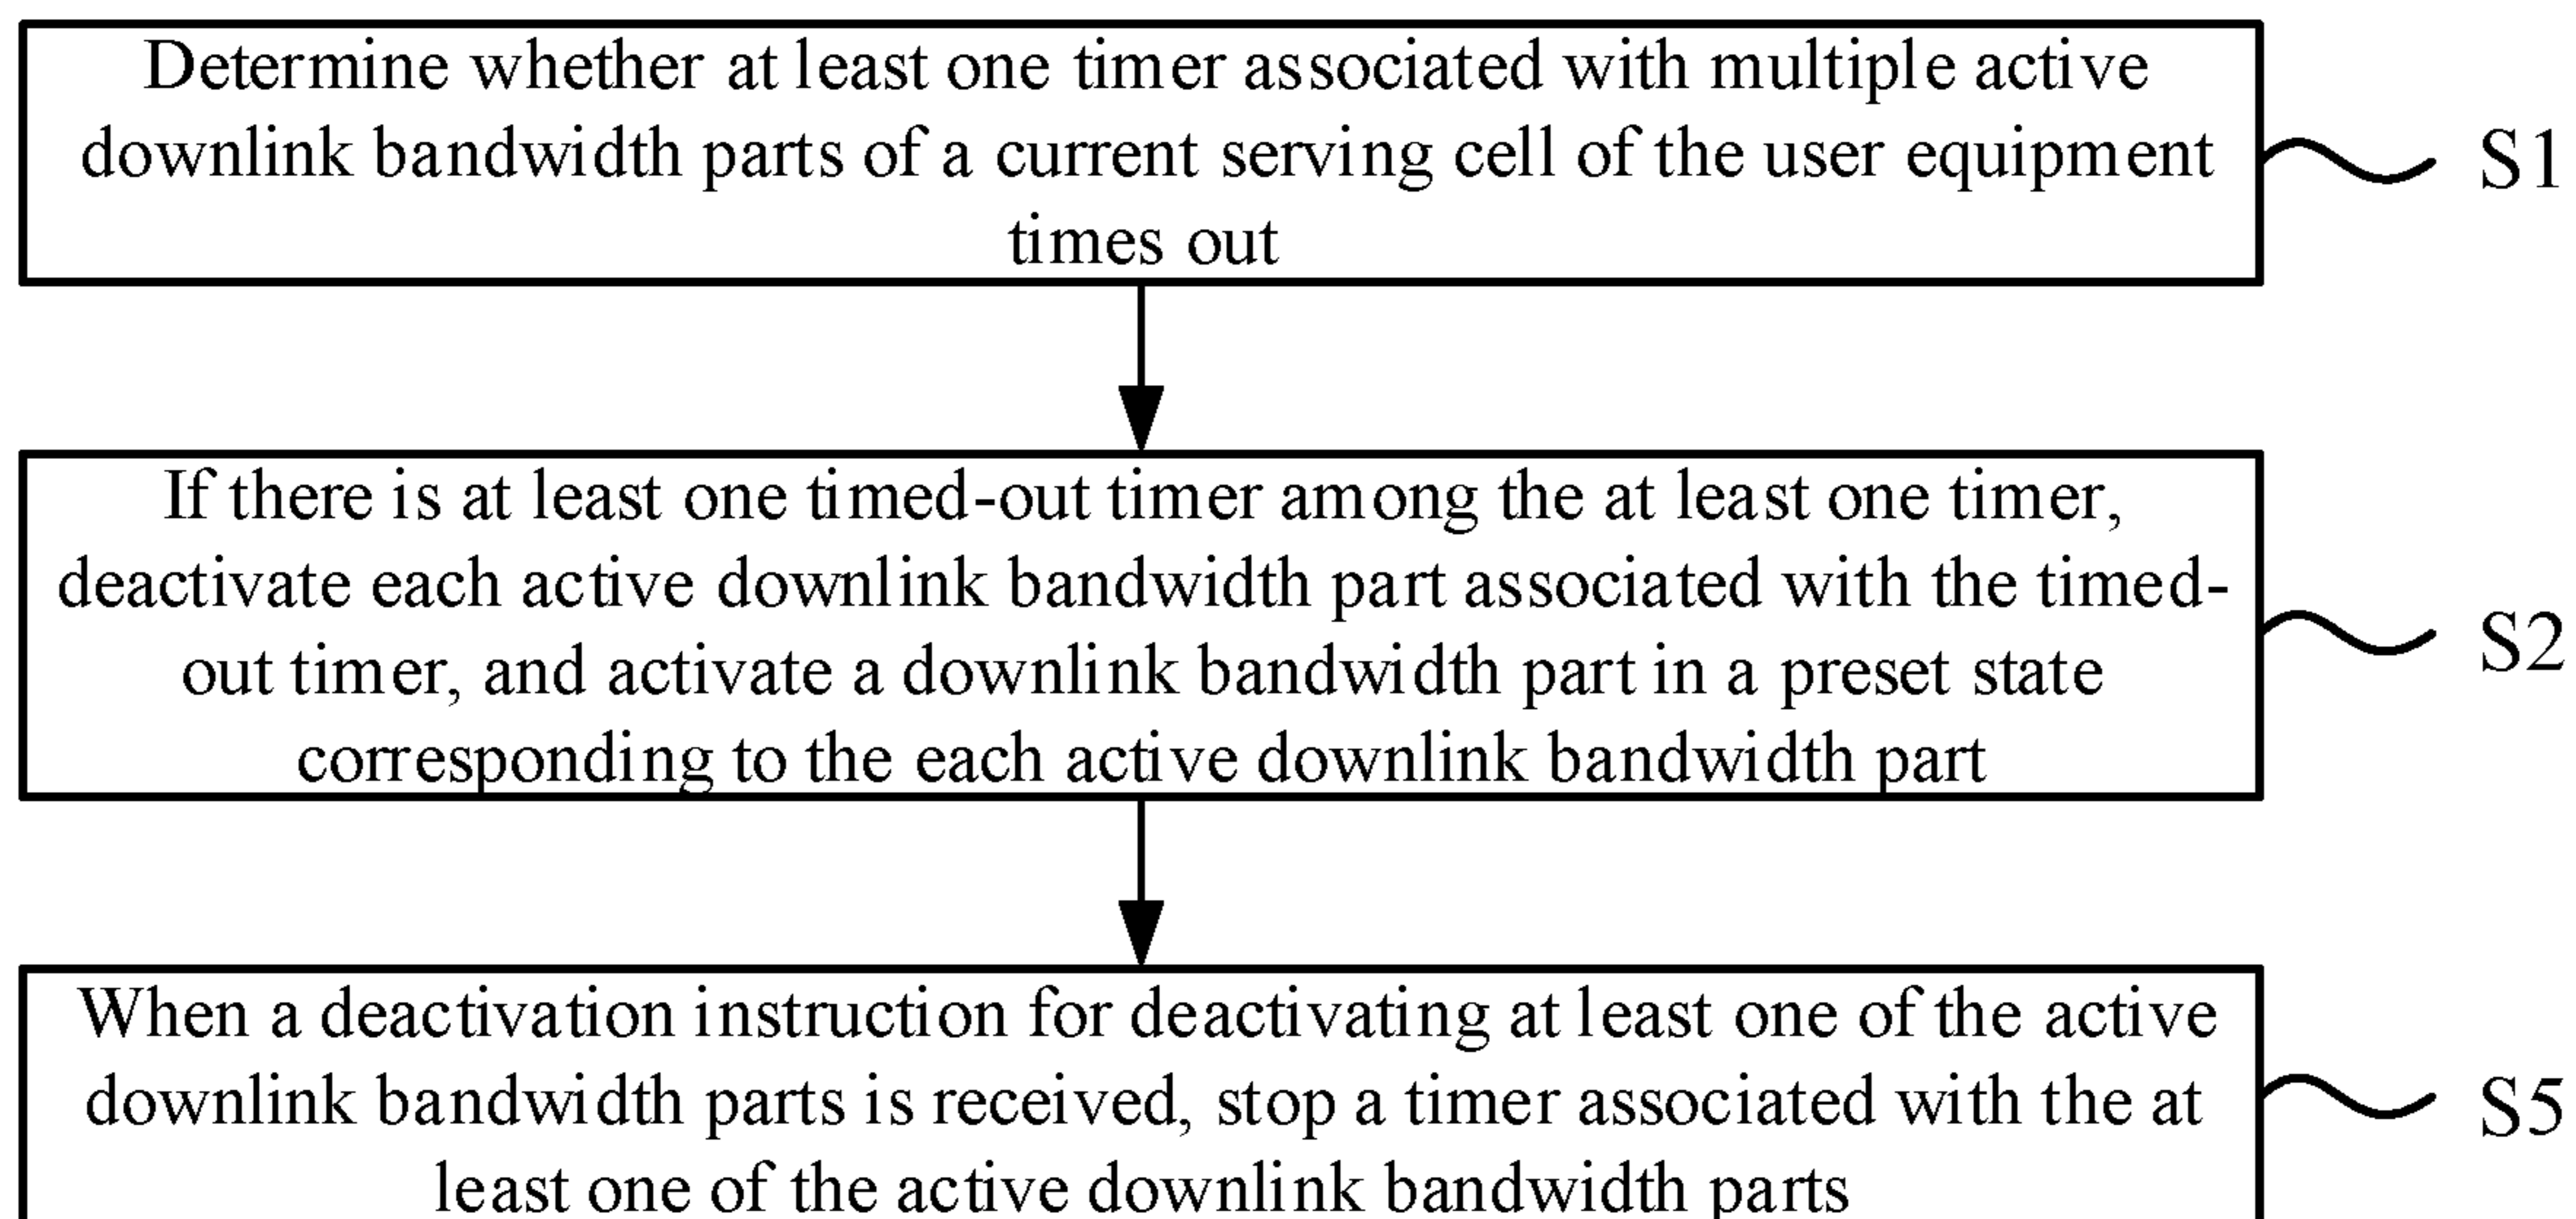 Determine whether at least one timer associated with multiple active
downlink bandwidth parts of a current serving cell of the user equipment
times out
S1
If there is at least one timed-out timer among the at least one timer,
deactivate each active downlink bandwidth part associated with the timed-
out timer, and activate a downlink bandwidth part in a preset state
corresponding to the each active downlink bandwidth part
S2
When a deactivation instruction for deactivating at least one of the active
downlink bandwidth parts is received, stop a timer associated with the at
least one of the active downlink bandwidth parts
S5